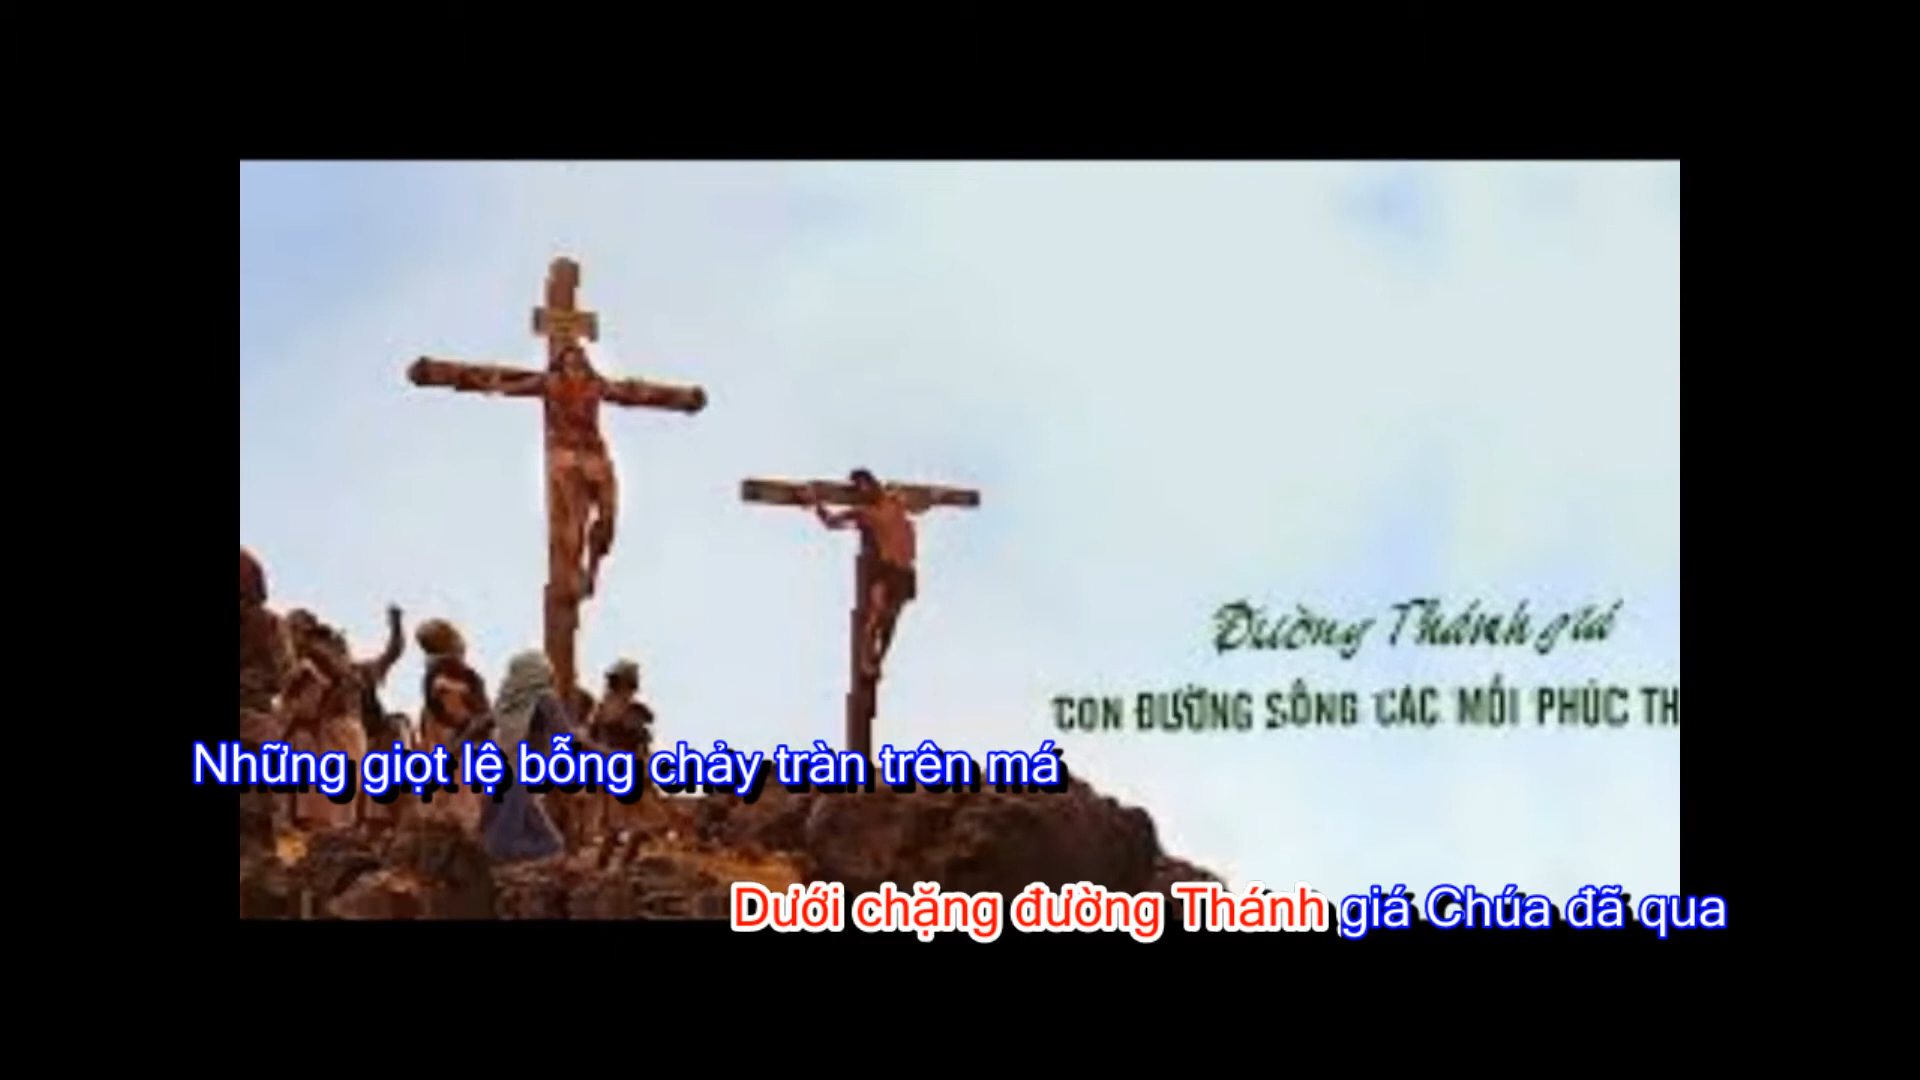 Đường Thánh giá
CON ĐƯỜNG SỐNG CÁC MỐI PHÚC TH
Những giọt lệ bỗng chảy tràn trên má
Dưới chặng đường Thánh giá Chúa đã qua